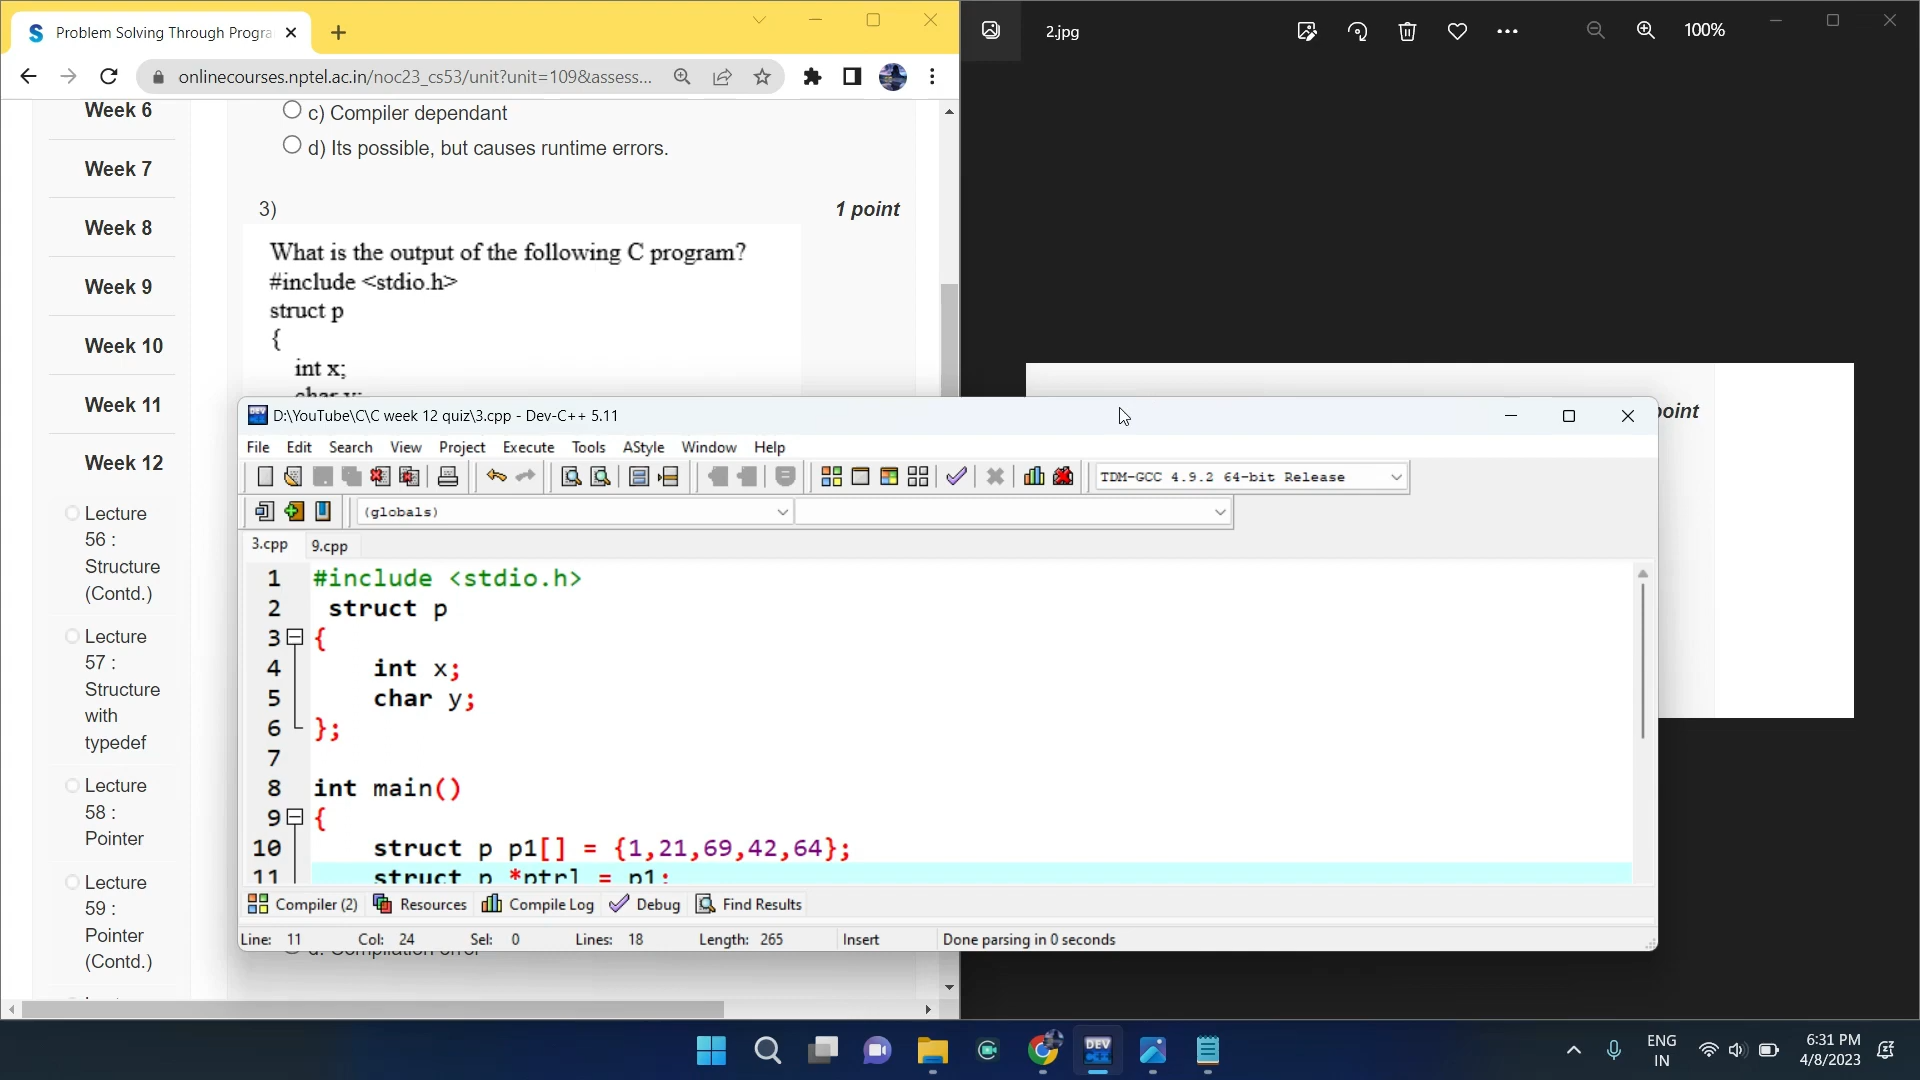 Problem Solving Through Progra
onlinecourses.nptel.ac.in/noc23_cs53/unit?unit=109&assess...
Week 6
Week 7
Week 8
Week 9
Week 10
Week 11
Week 12
Lecture
56 :
Structure
(Contd.)
Lecture
57 :
Structure
with
typedef
Lecture
58 :
Pointer
Lecture
59 :
Pointer
(Contd.)
c) Compiler dependant
d) Its possible, but causes runtime errors.
3)
1 point
What is the output of the following C program?
#include <stdio.h>
struct p
{
int x;
char y;
2.jpg
100%
point
D:\YouTube\C\C week 12 quiz\3.cpp - Dev-C++ 5.11
File Edit Search View Project Execute Tools AStyle Window Help
TDM-GCC 4.9.2 64-bit Release
(globals)
3.cpp 9.cpp
1 #include <stdio.h>
2 struct p
3 {
4 int x;
5 char y;
6 };
7
8 int main()
9 {
10 struct p p1[] = {1,21,69,42,64};
11 struct p *ptrl = p1;
Compiler (2) Resources Compile Log Debug Find Results
Line: 11 Col: 24 Sel: 0 Lines: 18 Length: 265 Insert Done parsing in 0 seconds
d. Compilation error
DEV
ENG
IN
6:31 PM
4/8/2023